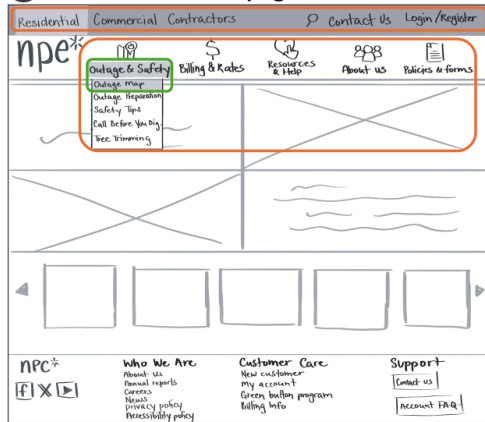 Residential Commercial Contractors Contact Us Login/Register
npe*
Outage & Safety Billing & Rates Resources & Help About us Policies & forms
Outage Map
Outage Preparation
Safety Tips
Call Before You Dig
Tree Trimming
npc*
Who We Are
About Us
Annual reports
Careers
News
privacy policy
Accessibility policy
Customer Care
New customer
My account
Green button program
Billing Info
Support
Contact us
Account FAQ
f X